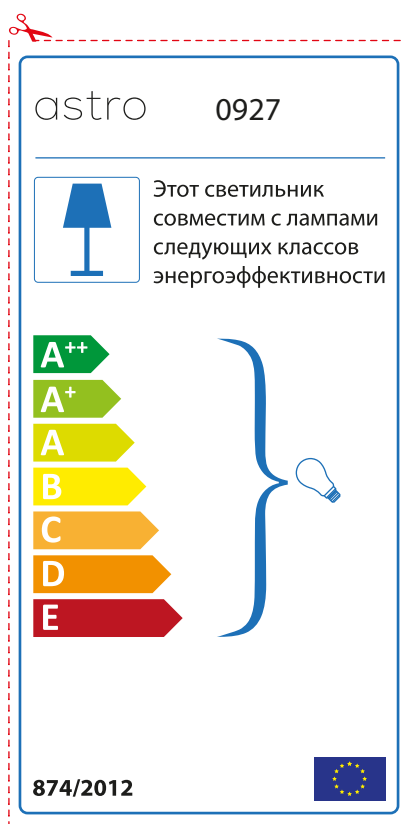 astro 0927
Этот светильник
совместим с лампами
следующих классов
энергоэффективности
A++
A+
A
B
C
D
E
874/2012